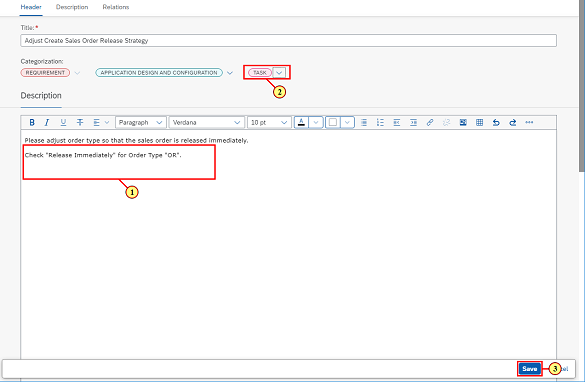 Header Description Relations
Title:*
Adjust Create Sales Order Release Strategy
Categorization:
REQUIREMENT APPLICATION DESIGN AND CONFIGURATION TASK
2
Description
B I U T Paragraph Verdana 10 pt A
Please adjust order type so that the sales order is released immediately.
Check "Release Immediately" for Order Type "OR".
1
Save 3